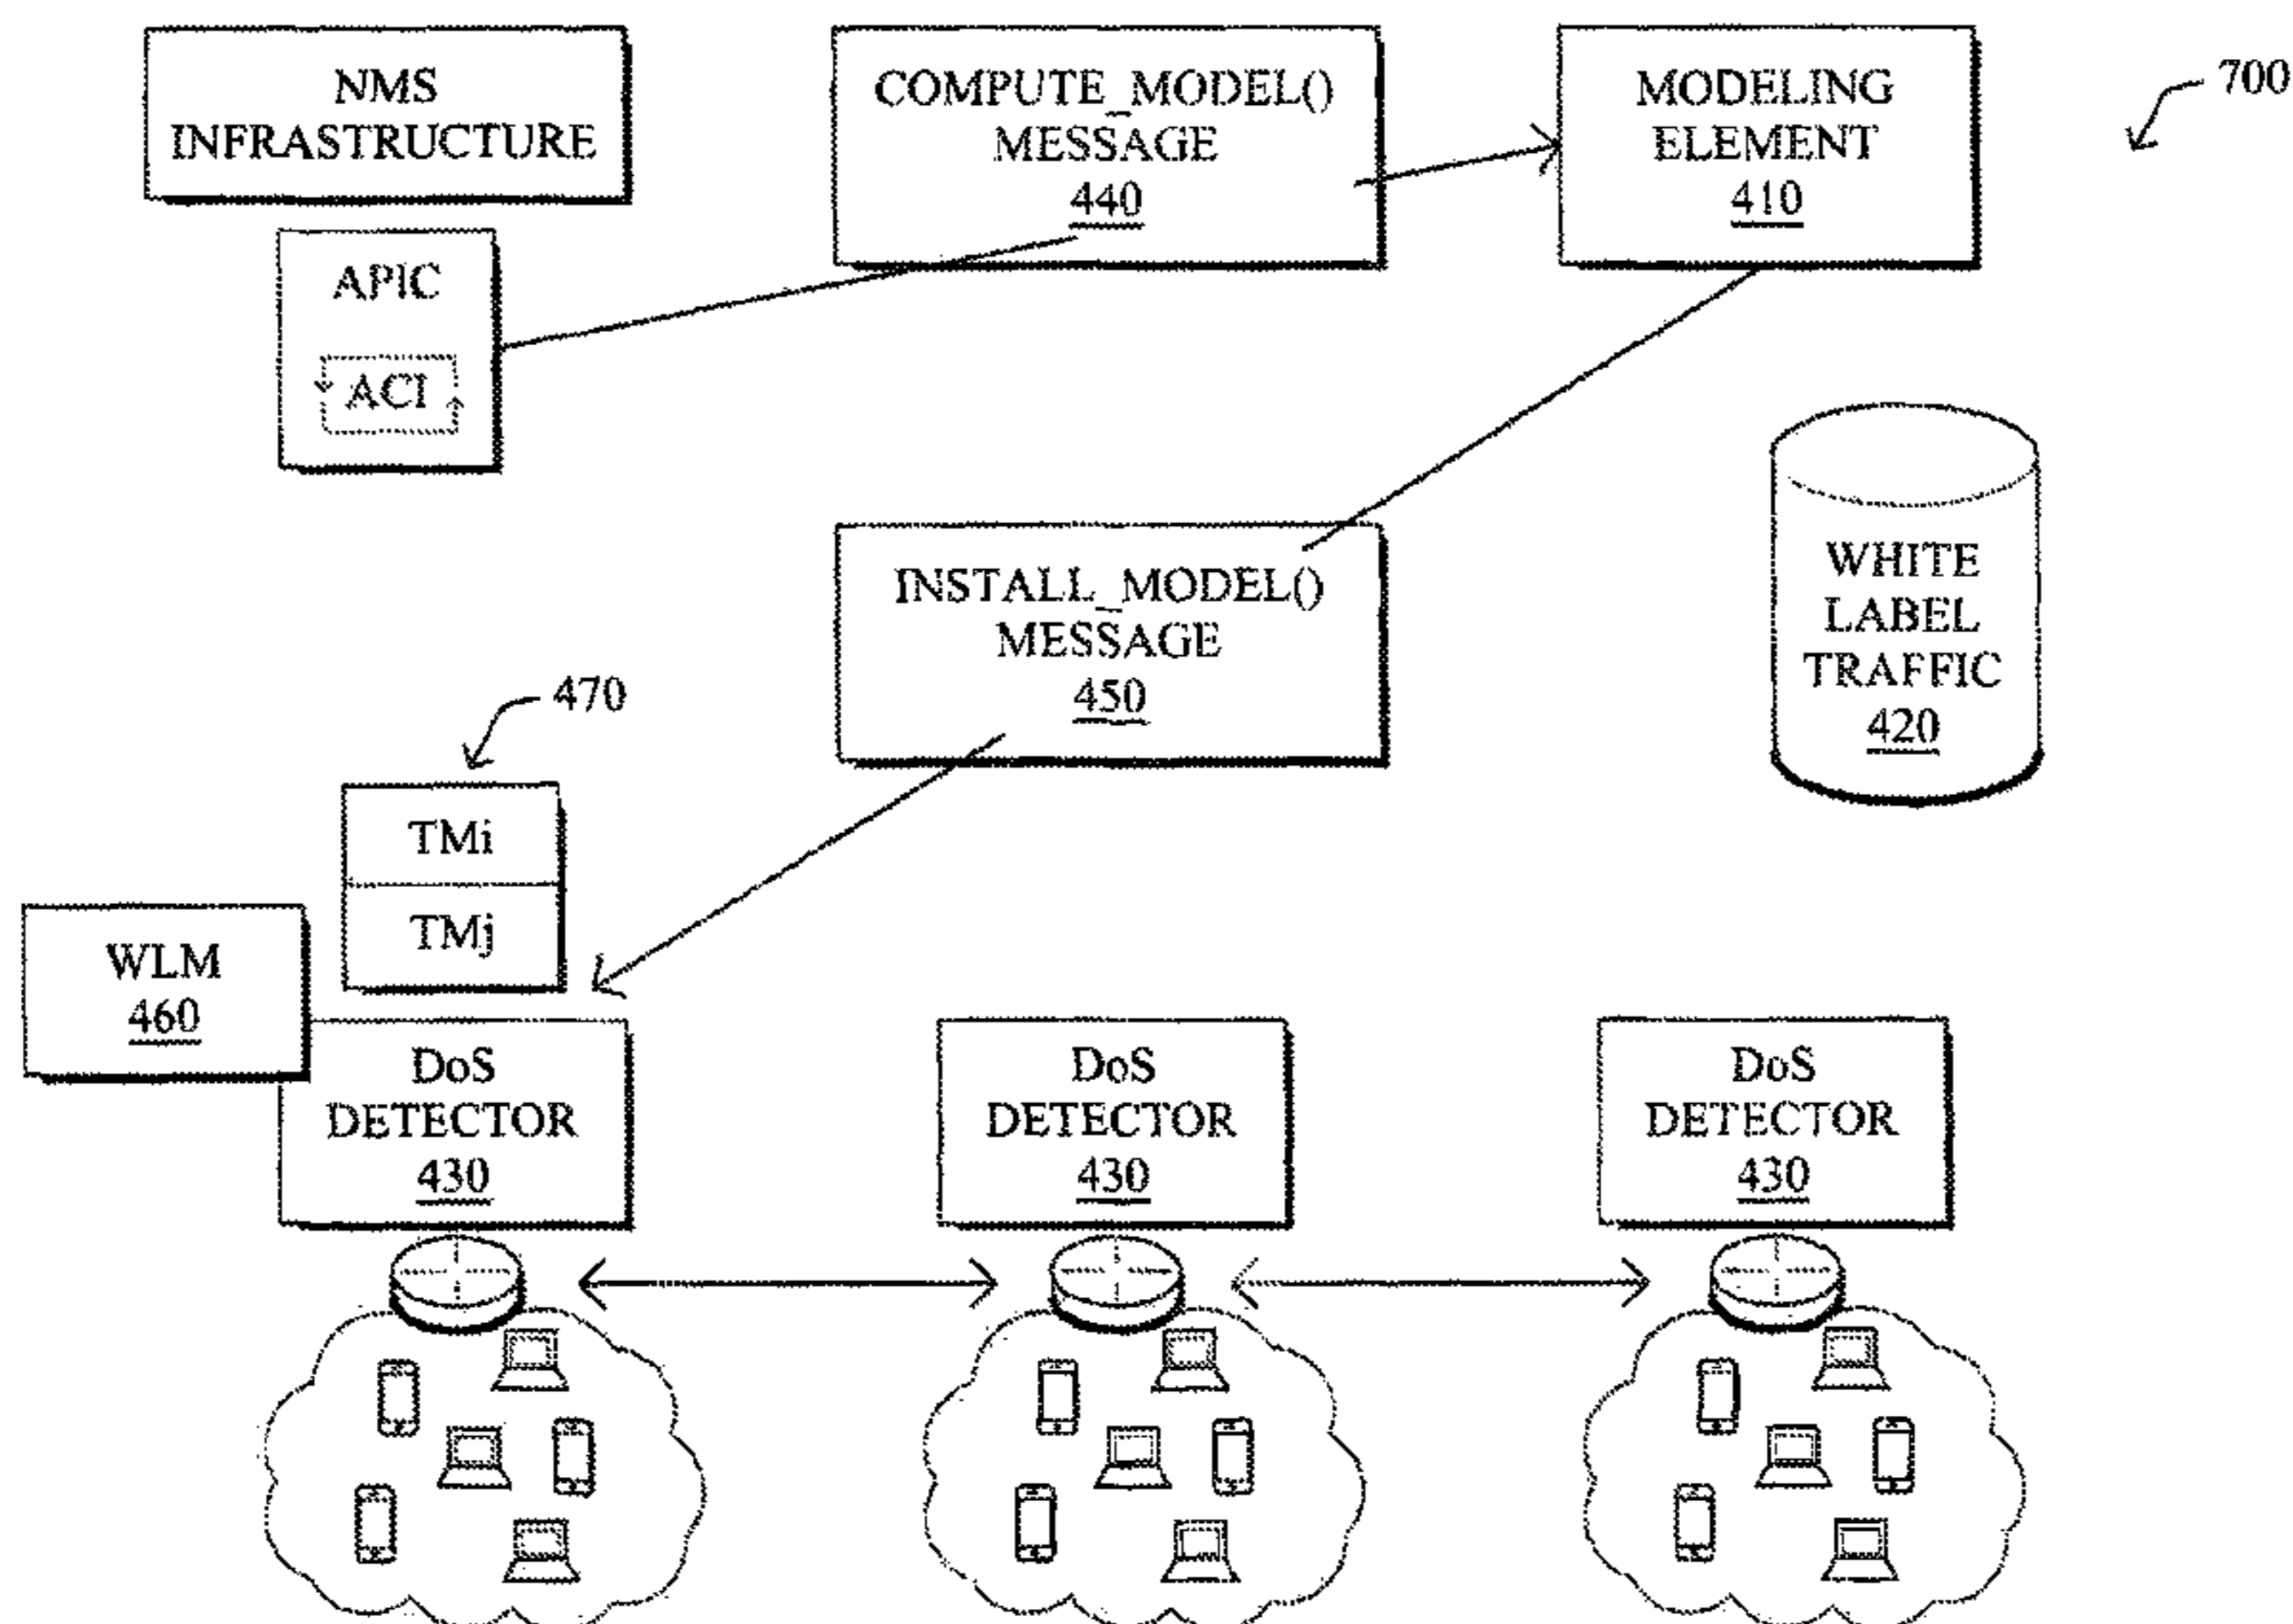 NMS
INFRASTRUCTURE
COMPUTE_MODEL()
MESSAGE
440
MODELING
ELEMENT
410
700
APIC
ACI
INSTALL_MODEL()
MESSAGE
450
WHITE
LABEL
TRAFFIC
420
470
TMi
TMj
WLM
460
DoS
DETECTOR
430
DoS
DETECTOR
430
DoS
DETECTOR
430